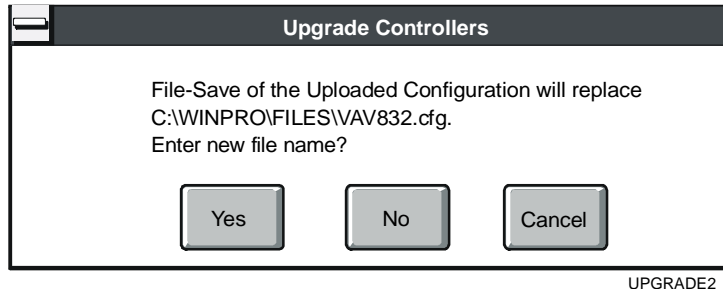 Upgrade Controllers
File-Save of the Uploaded Configuration will replace
C:\WINPRO\FILES\VAV832.cfg.
Enter new file name?
Yes
No
Cancel
UPGRADE2